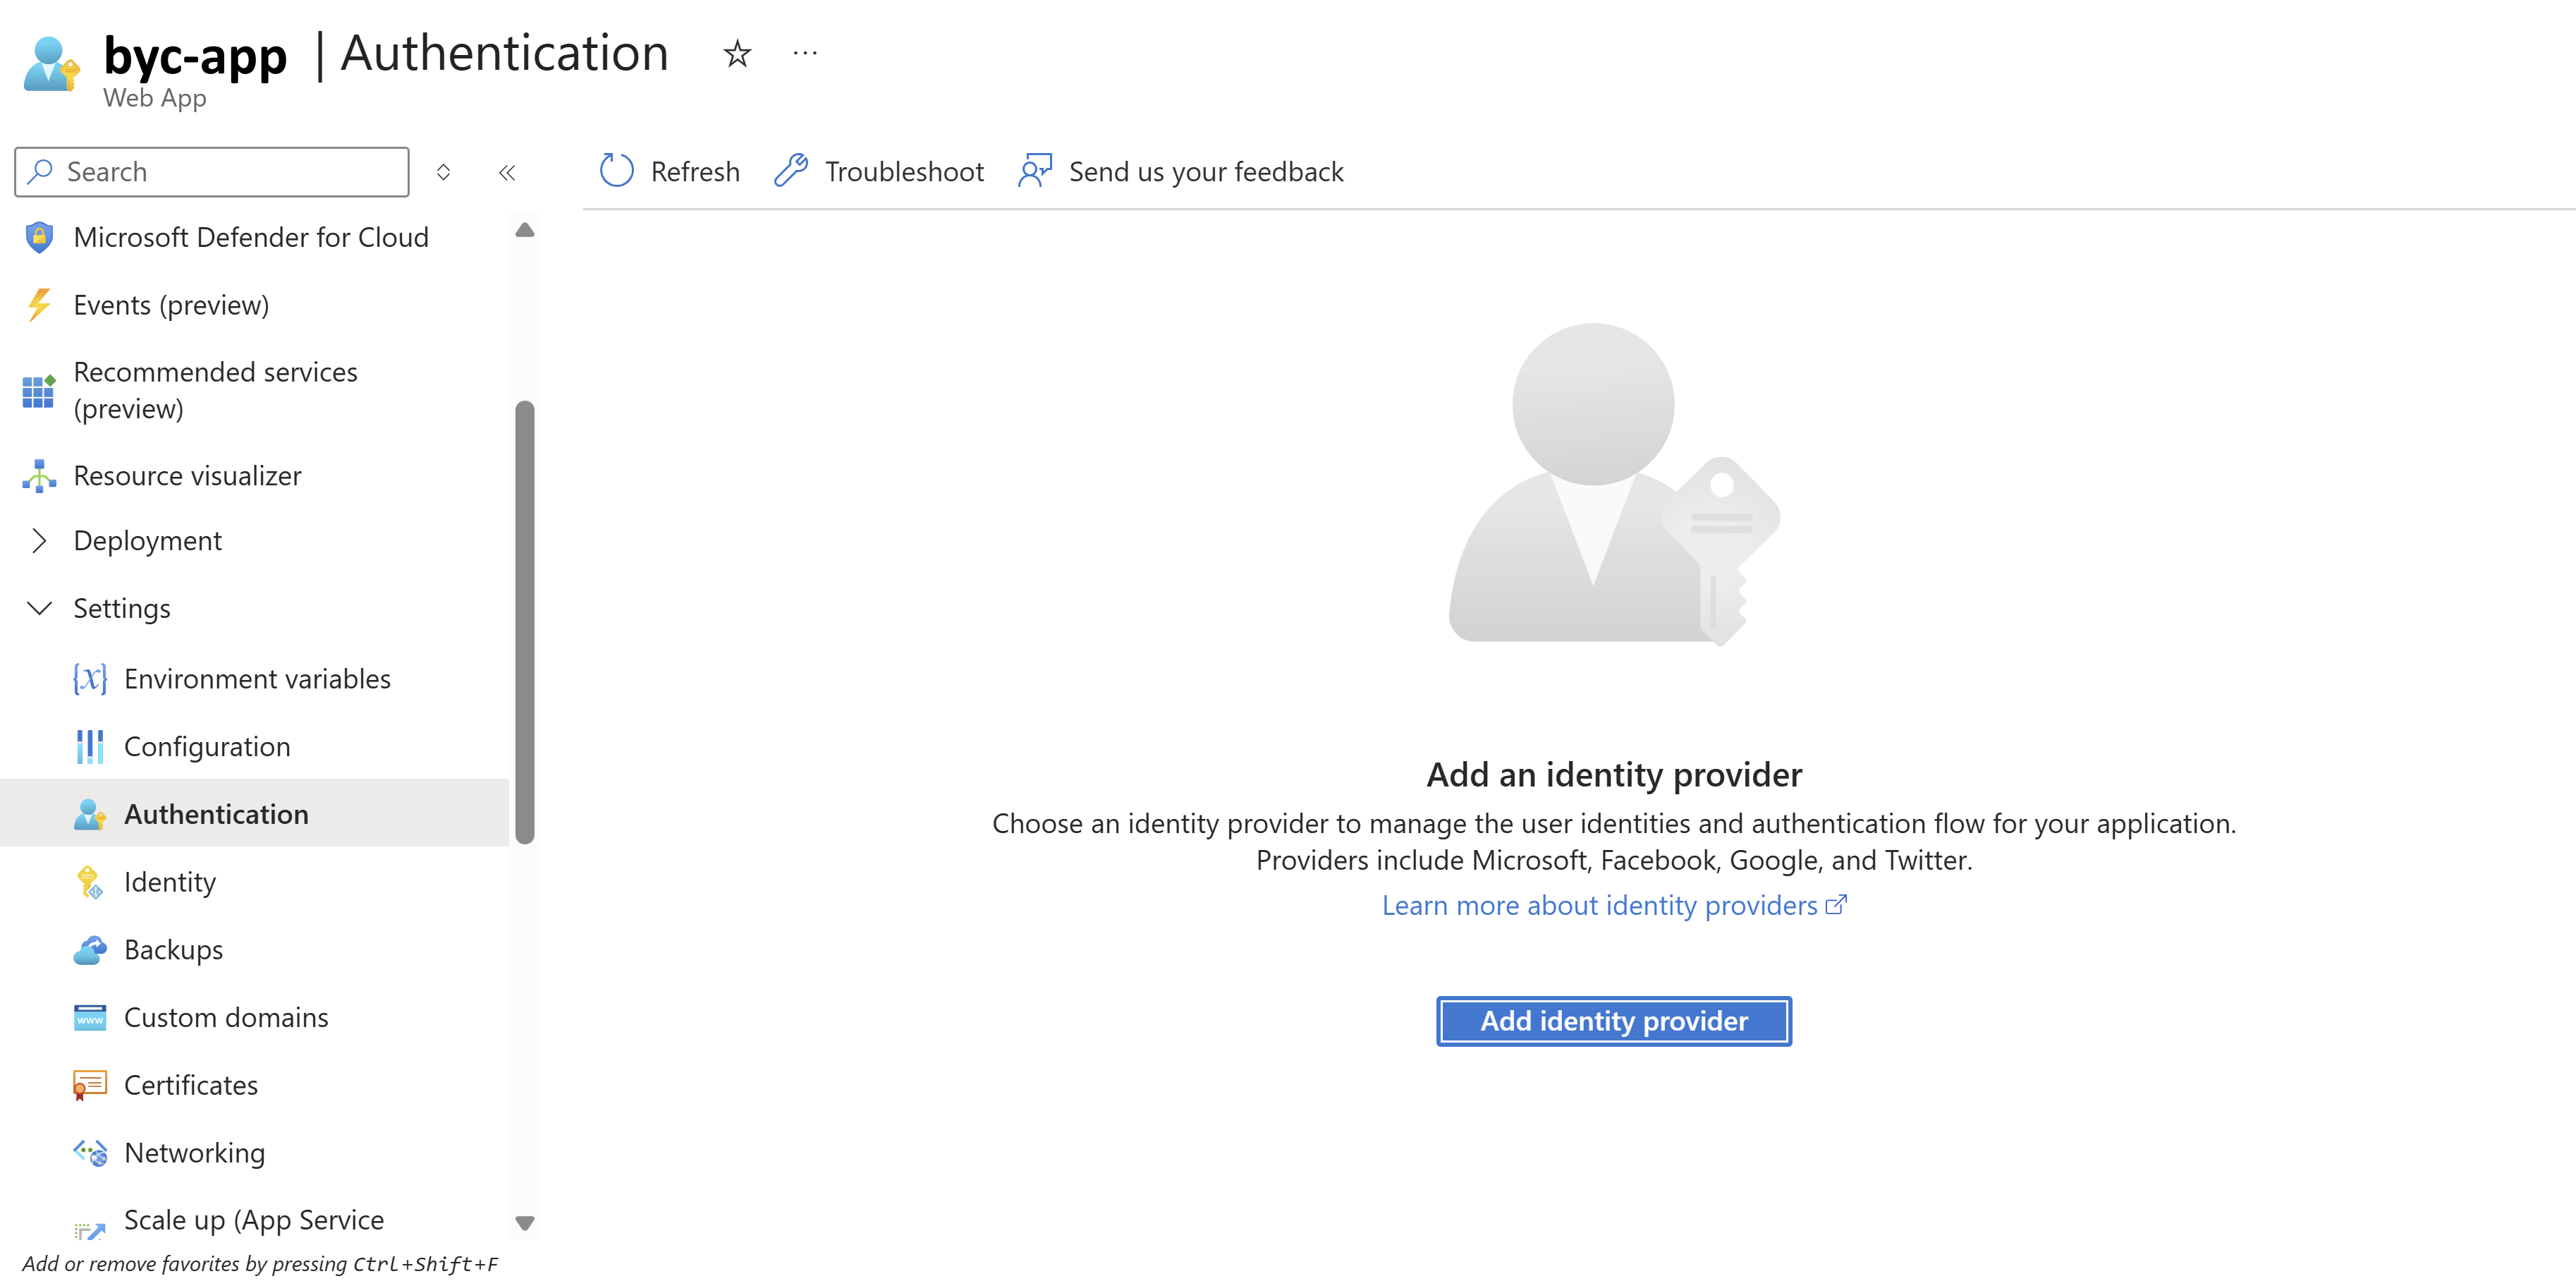 byc-app | Authentication
Web App
Search
Refresh
Troubleshoot
Send us your feedback
Microsoft Defender for Cloud
Events (preview)
Recommended services
(preview)
Resource visualizer
Deployment
Settings
{x} Environment variables
Configuration
Authentication
Identity
Backups
www Custom domains
Certificates
Networking
Scale up (App Service
Add or remove favorites by pressing Ctrl+Shift+F
Add an identity provider
Choose an identity provider to manage the user identities and authentication flow for your application.
Providers include Microsoft, Facebook, Google, and Twitter.
Learn more about identity providers
Add identity provider